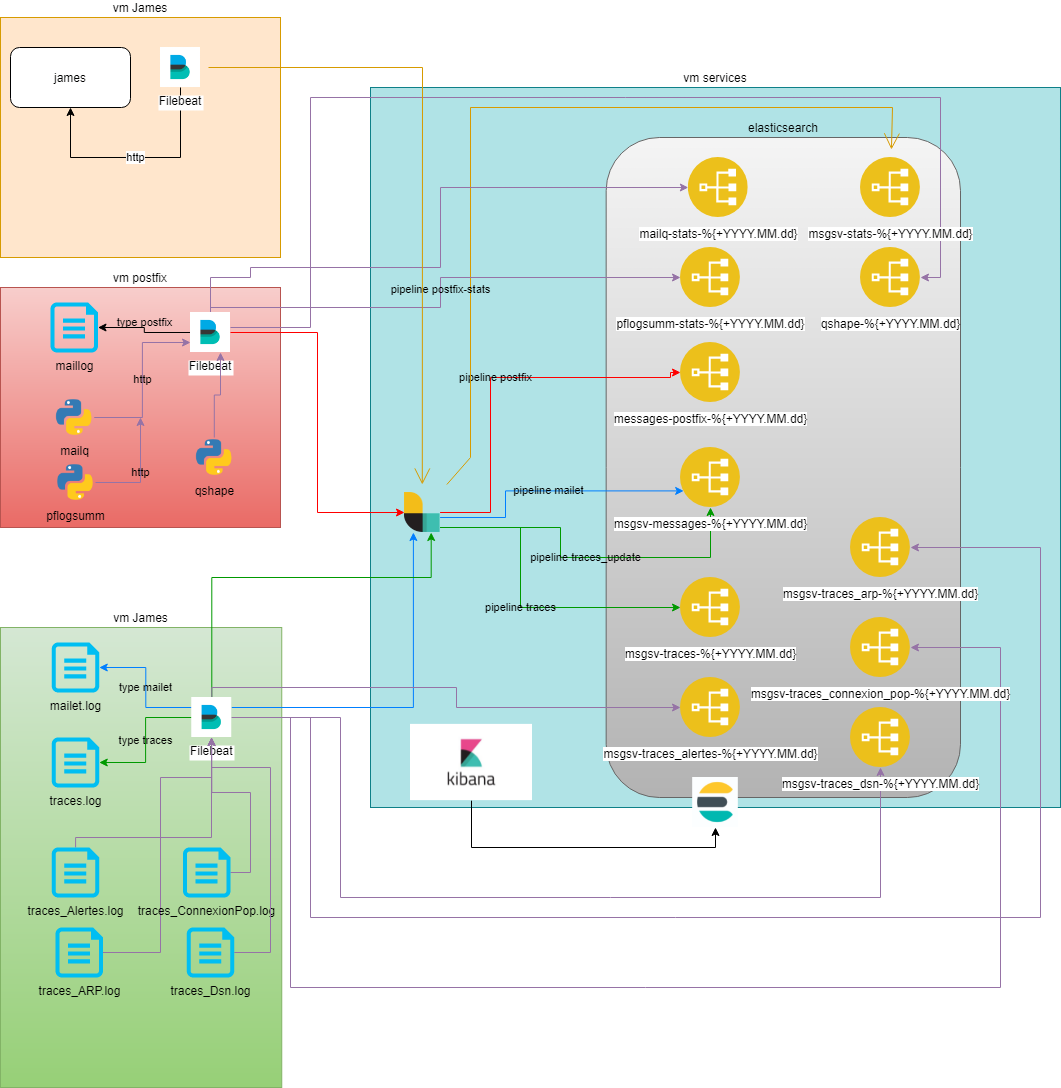 vm James
james
Filebeat
http
vm services
elasticsearch
mailq-stats-%{+YYYY.MM.dd}
msgsv-stats-%{+YYYY.MM.dd}
vm postfix
pipeline postfix-stats
type postfix
maillog
Filebeat
pflogsumm-stats-%{+YYYY.MM.dd}
qshape-%{+YYYY.MM.dd}
http
pipeline postfix
messages-postfix-%{+YYYY.MM.dd}
mailq
http
qshape
pflogsumm
pipeline mailet
msgsv-messages-%{+YYYY.MM.dd}
pipeline traces_update
msgsv-traces_arp-%{+YYYY.MM.dd}
pipeline traces
msgsv-traces-%{+YYYY.MM.dd}
vm James
type mailet
mailet.log
msgsv-traces_connexion_pop-%{+YYYY.MM.dd}
type traces
Filebeat
msgsv-traces_alertes-%{+YYYY.MM.dd}
kibana
msgsv-traces_dsn-%{+YYYY.MM.dd}
traces.log
traces_Alertes.log
traces_ConnexionPop.log
traces_ARP.log
traces_Dsn.log